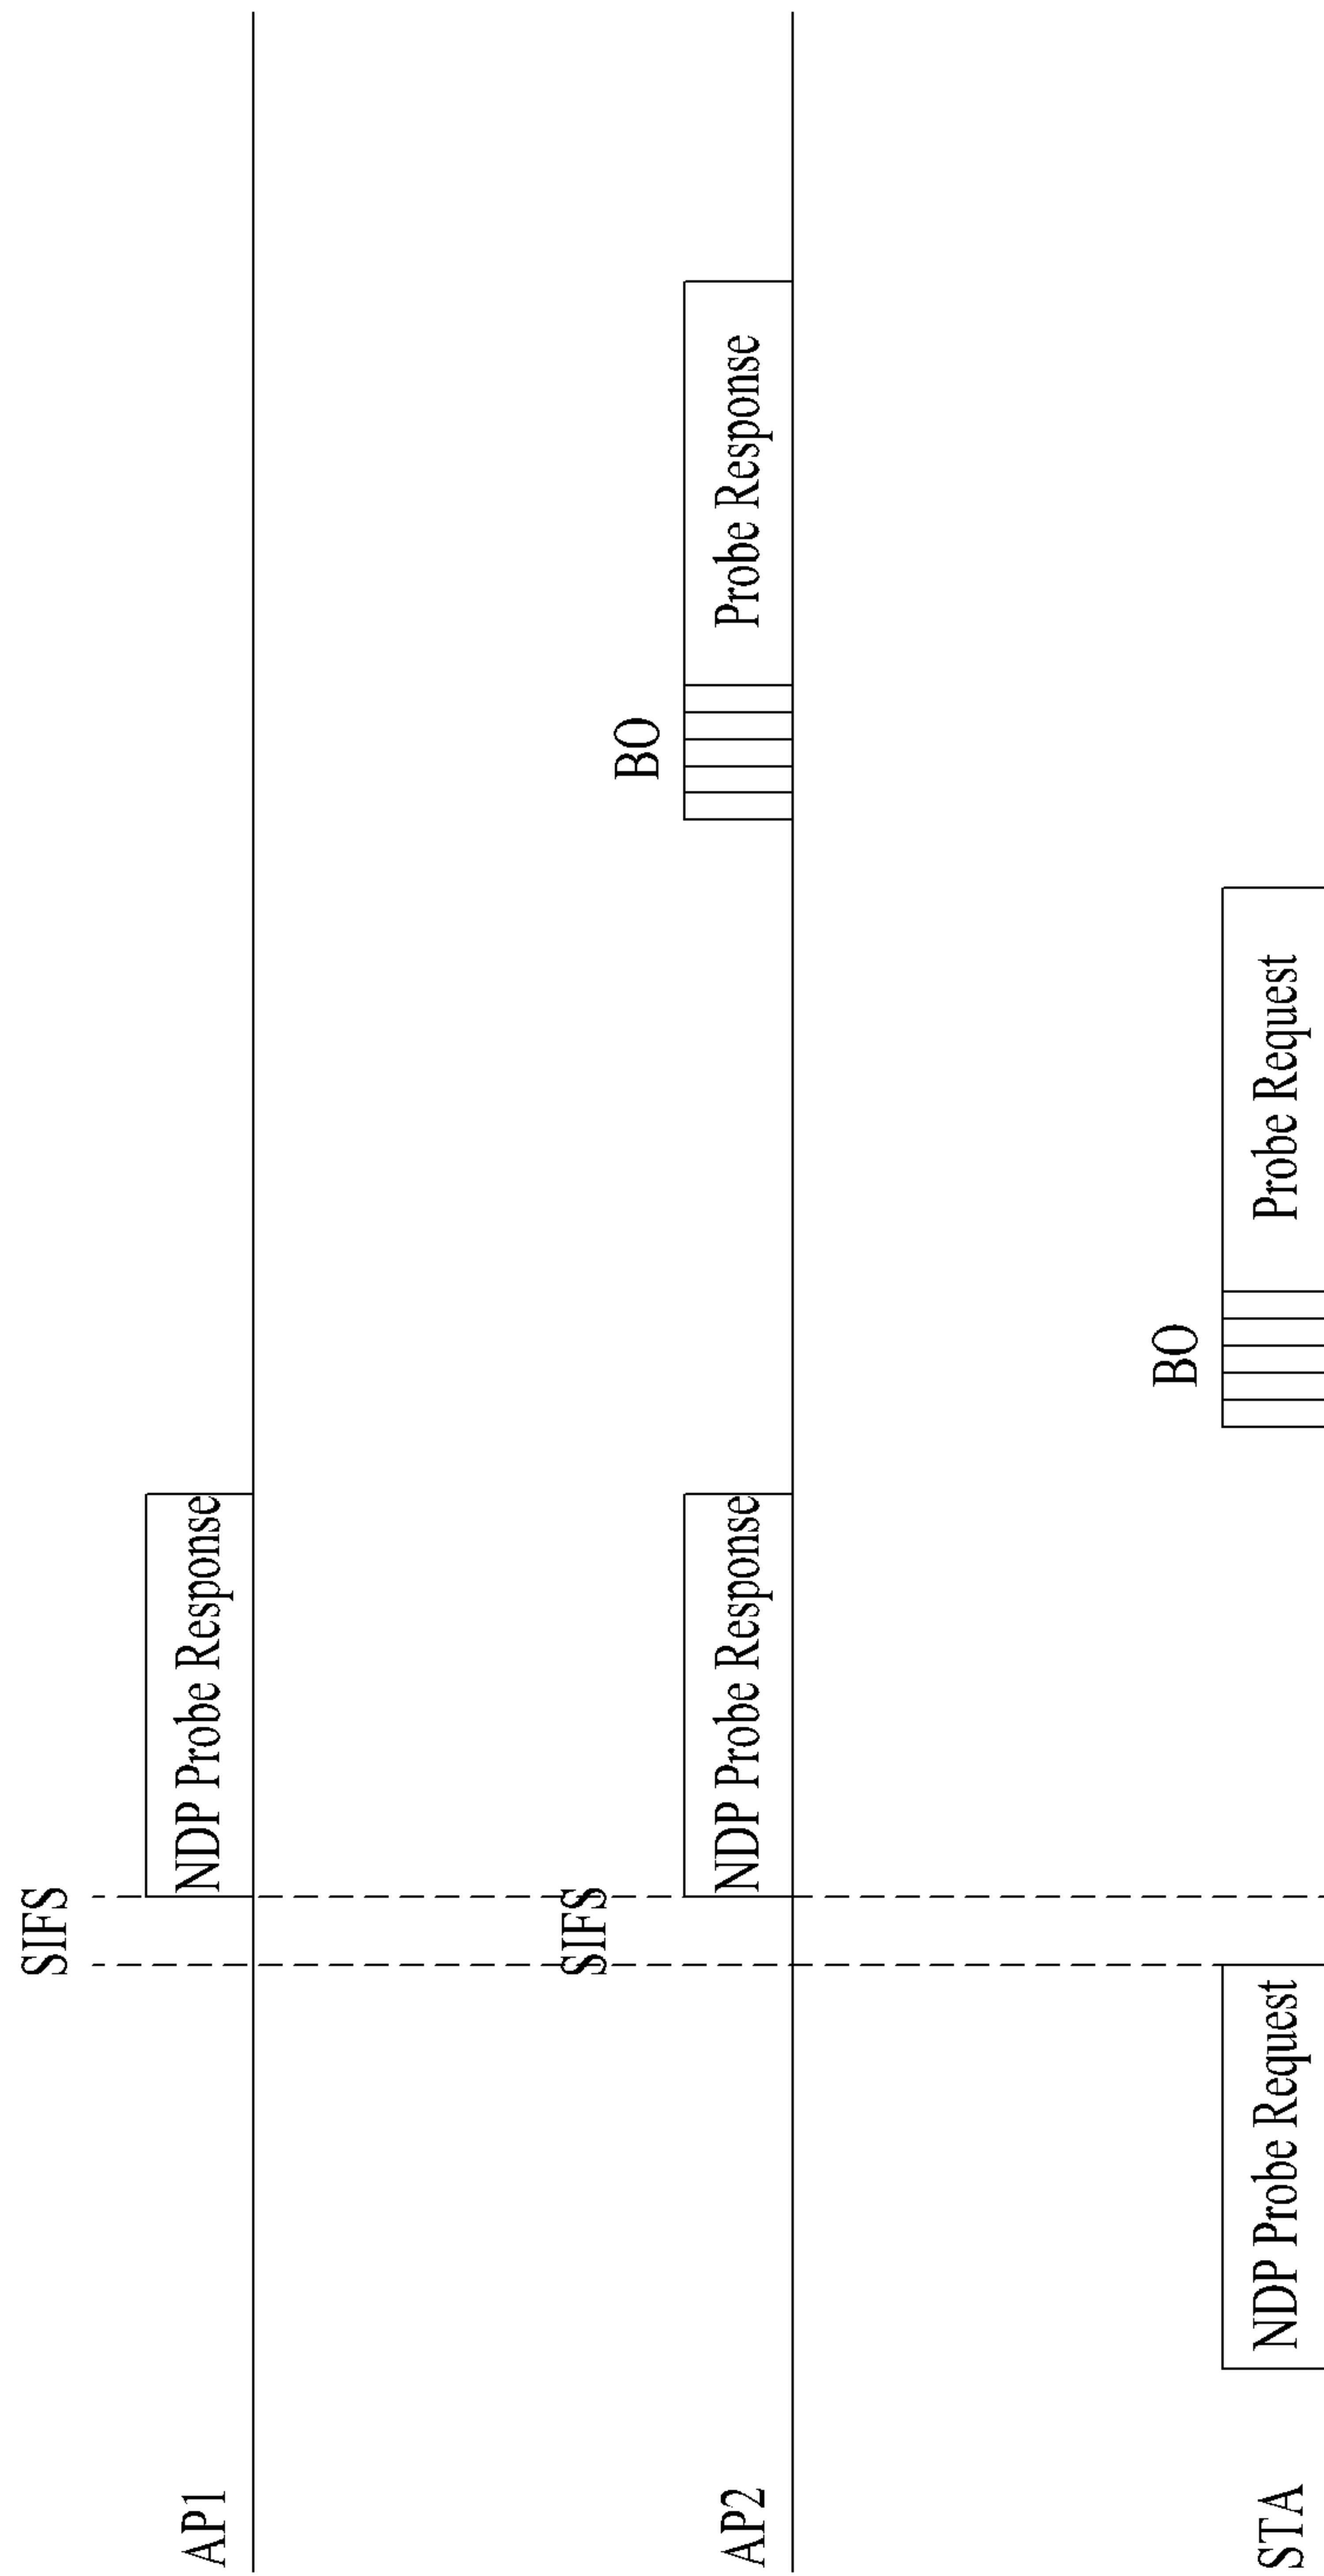 SIFS
AP1
NDP Probe Response
SIFS
BO
AP2
NDP Probe Response
Probe Response
BO
STA
NDP Probe Request
Probe Request